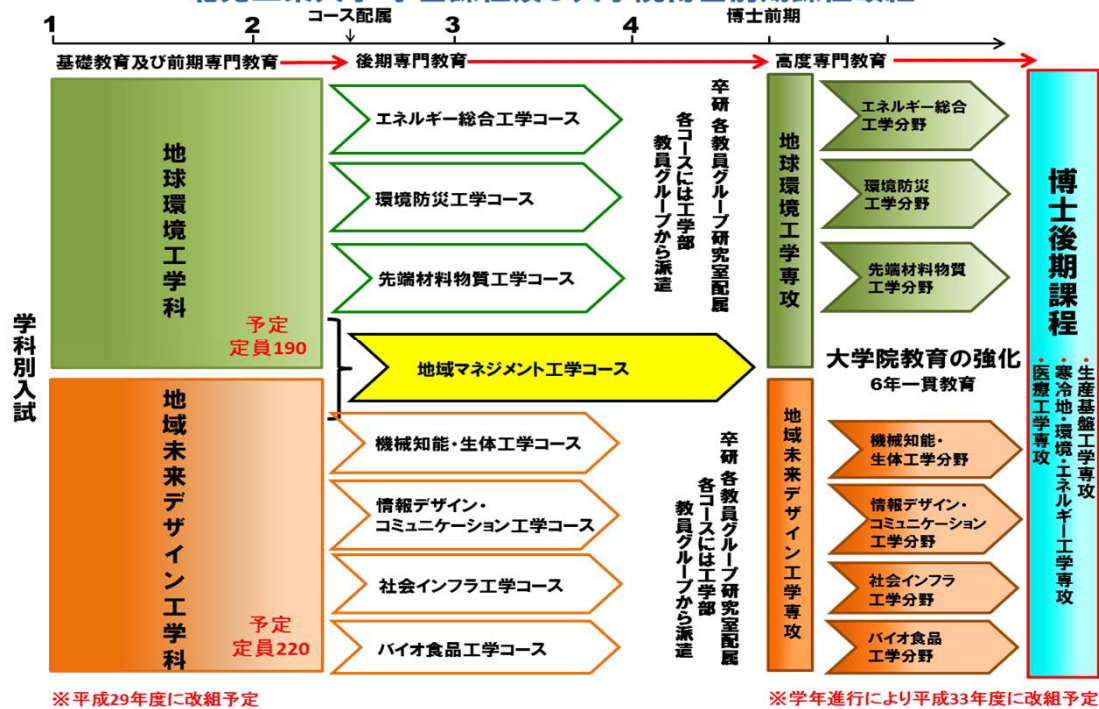 コース配属
博士前期
1
2
3
4
基礎教育及び前期専門教育
後期専門教育
高度専門教育
学科別入試
地球環境工学科
予定
定員190
エネルギー総合工学コース
環境防災工学コース
先端材料物質工学コース
卒研 各教員グループ研究室配属
各コースには工学部
教員グループから派遣
地球環境工学専攻
エネルギー総合
工学分野
環境防災
工学分野
先端材料物質
工学分野
地域マネジメント工学コース
大学院教育の強化
6年一貫教育
地域未来デザイン工学科
予定
定員220
機械知能・生体工学コース
情報デザイン・
コミュニケーション工学コース
社会インフラ工学コース
バイオ食品工学コース
卒研 各教員グループ研究室配属
各コースには工学部
教員グループから派遣
地域未来デザイン工学専攻
機械知能・
生体工学分野
情報デザイン・
コミュニケーション
工学分野
社会インフラ
工学分野
バイオ食品
工学分野
博士後期課程
・生産基盤工学専攻
・寒冷地・環境・エネルギー工学専攻
・医療工学専攻
※平成29年度に改組予定
※学年進行により平成33年度に改組予定